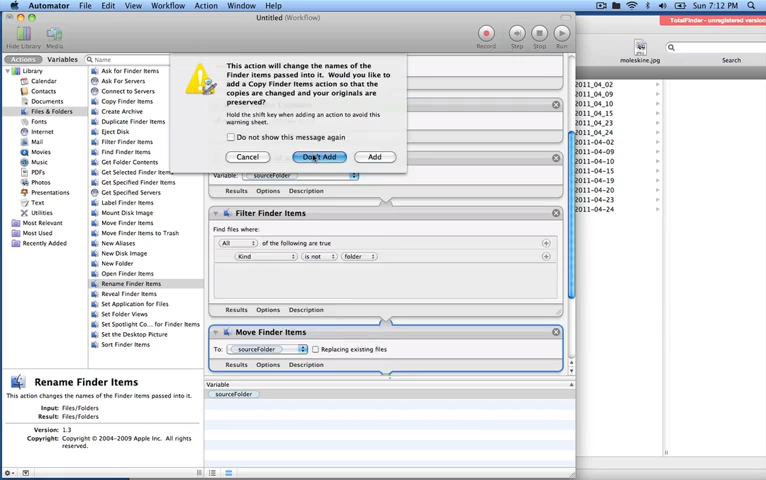 Automator File Edit View Workflow Action Window Sun 7:12 PM
Untitled (Workflow)
TotalFinder - unregistered version
Hide Library Media Record Step Stop Run
moleskine.jpg Search
Actions Variables Name
Library
Calendar
Contacts
Documents
Files & Folders
Fonts
Internet
Mail
Movies
Music
PDFs
Photos
Presentations
Text
Utilities
Most Relevant
Most Used
Recently Added
Ask for Finder Items
Ask For Servers
Connect to Servers
Copy Finder Items
Create Archive
Duplicate Finder Items
Eject Disk
Filter Finder Items
Find Finder Items
Get Folder Contents
Get Selected Finder Items
Get Specified Finder Items
Get Specified Servers
Label Finder Items
Mount Disk Image
Move Finder Items
Move Finder Items to Trash
New Aliases
New Disk Image
New Folder
Open Finder Items
Rename Finder Items
Reveal Finder Items
Set Application for Files
Set Folder Views
Set Spotlight Co... for Finder Items
Set the Desktop Picture
Sort Finder Items
This action will change the names of the
Finder items passed into it. Would you like to
add a Copy Finder Items action so that the
copies are changed and your originals are
preserved?
Hold the shift key when adding an action to avoid this
warning sheet.
Do not show this message again
Cancel Don't Add Add
Variable: sourceFolder
Results Options Description
Filter Finder Items
Find files where:
All of the following are true
Kind is not folder
Results Options Description
Move Finder Items
To: sourceFolder Replacing existing files
Results Options Description
Variable
sourceFolder
Rename Finder Items
This action changes the names of the Finder items passed into it.
Input: Files/Folders
Result: Files/Folders
Version: 1.3
Copyright: Copyright © 2004-2009 Apple Inc. All rights
reserved.
2011_04_02
2011_04_09
2011_04_10
2011_04_15
2011_04_23
2011_04_24
2011-04-02
2011-04-09
2011-04-10
2011-04-15
2011-04-19
2011-04-20
2011-04-24